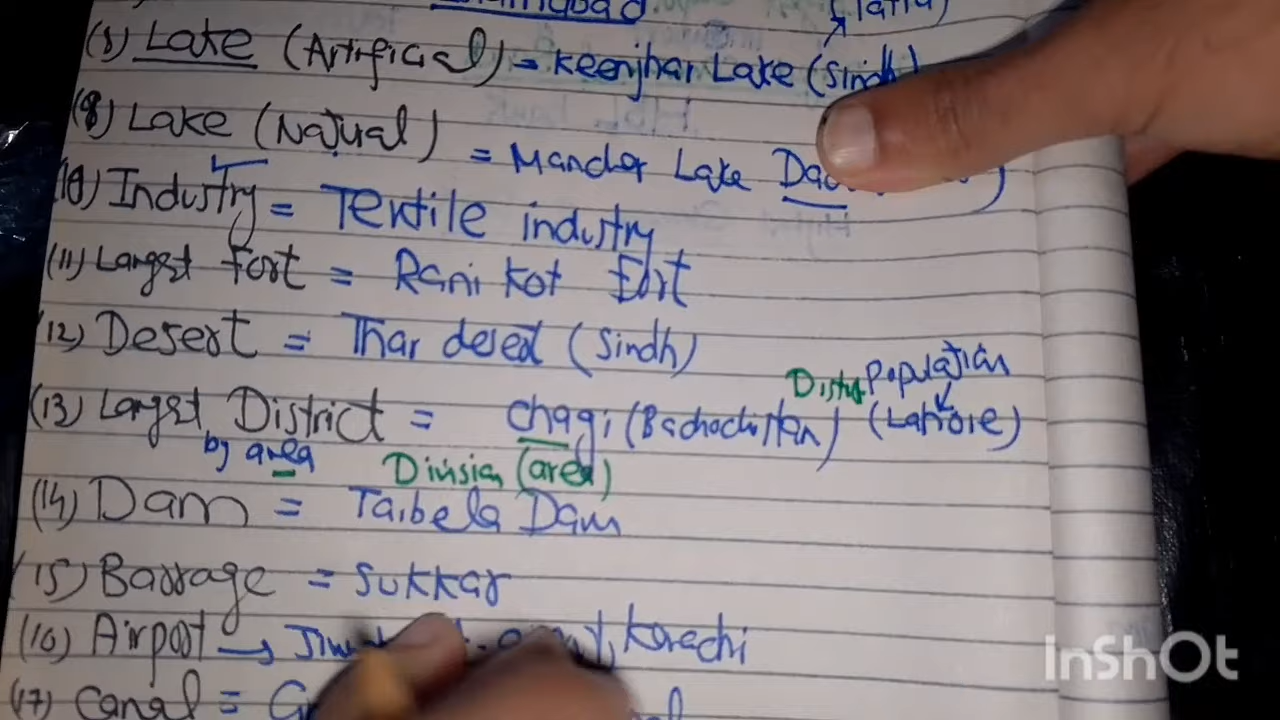 (8) Lake (Artificial) = Keenjhar Lake (Sindh)
(9) Lake (Natural) = Manchar Lake
(10) Industry = Textile industry
(11) Largest Fort = Rani Kot Fort
(12) Desert = Thar desert (Sindh)
Population
(13) Largest District = chagi (Balochistan) (Lahore)
by area Division (area)
(14) Dam = Tarbela Dam
(15) Barrage = Sukkar
(16) Airport → Karachi
(17) Canal =
InShOt